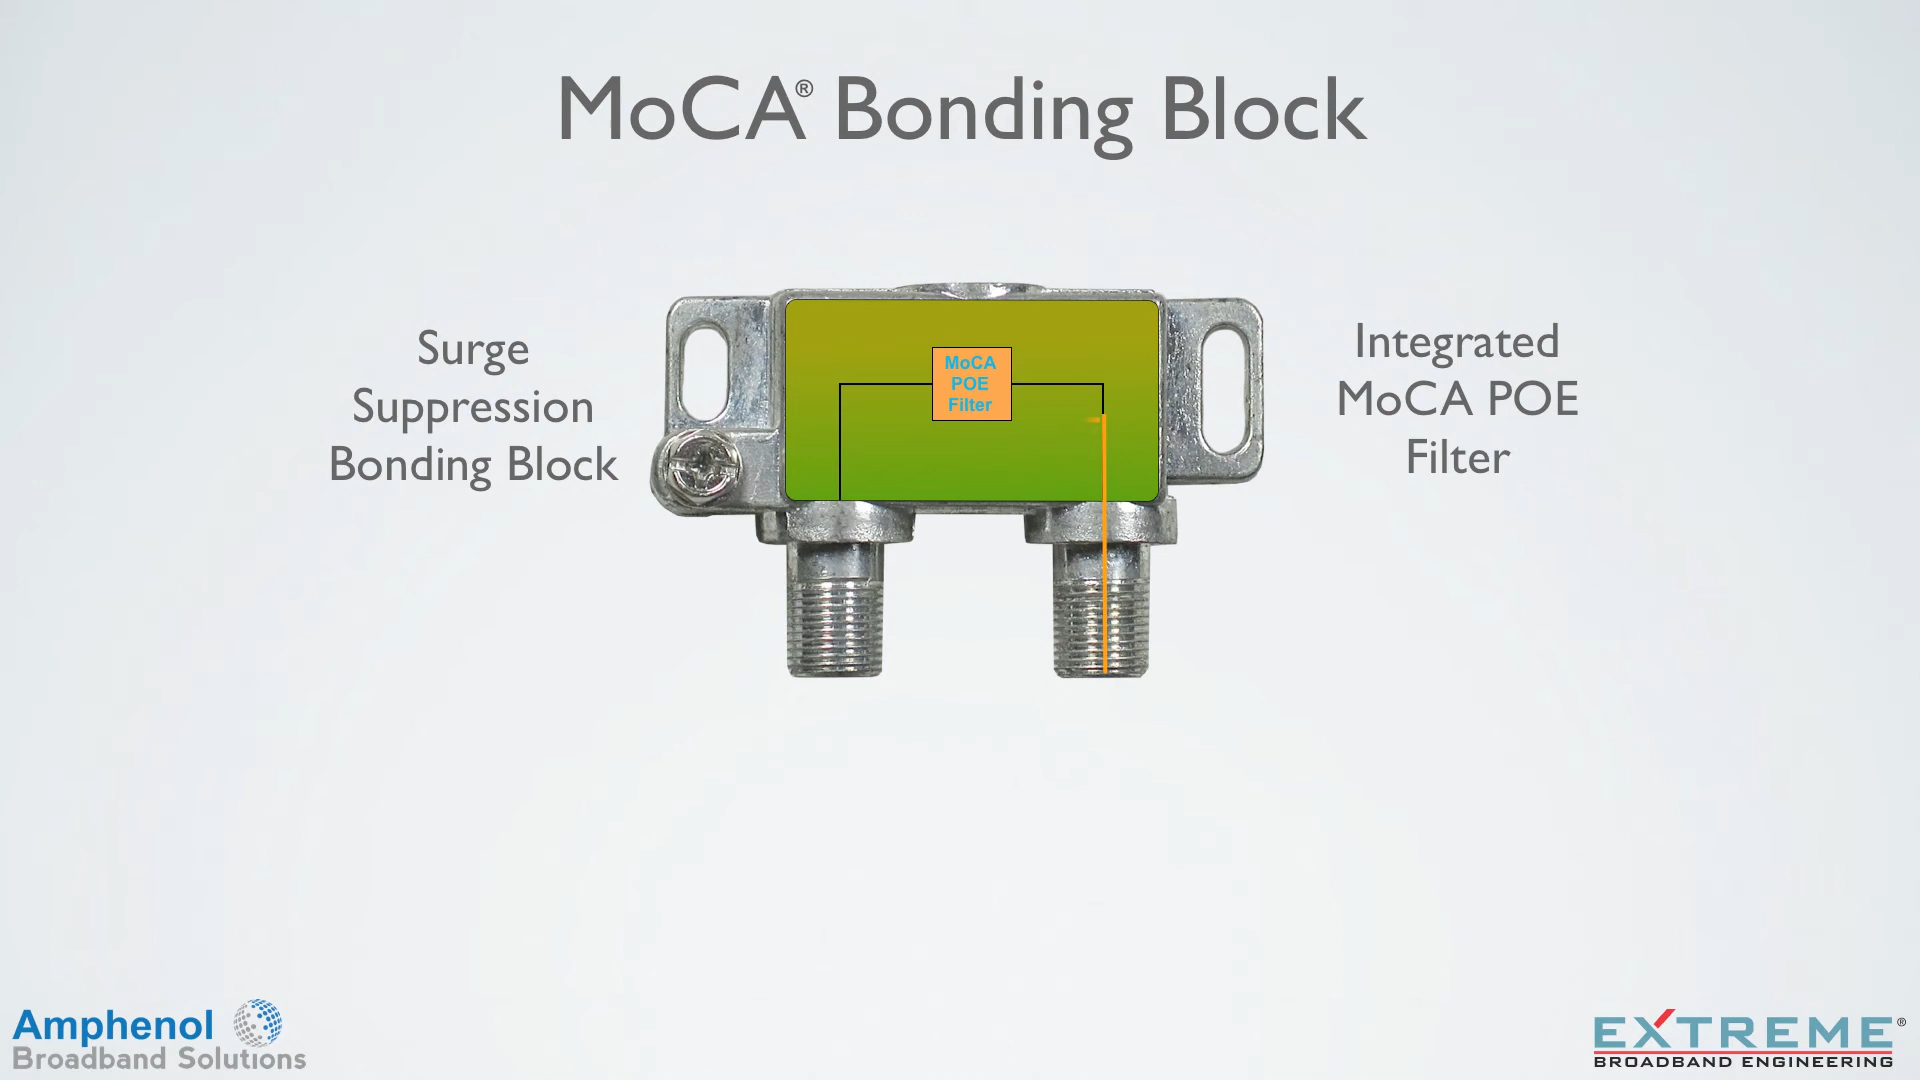 MoCA® Bonding Block
Surge
Suppression
Bonding Block
MoCA
POE
Filter
Integrated
MoCA POE
Filter
Amphenol
Broadband Solutions
EXTREME®
BROADBAND ENGINEERING